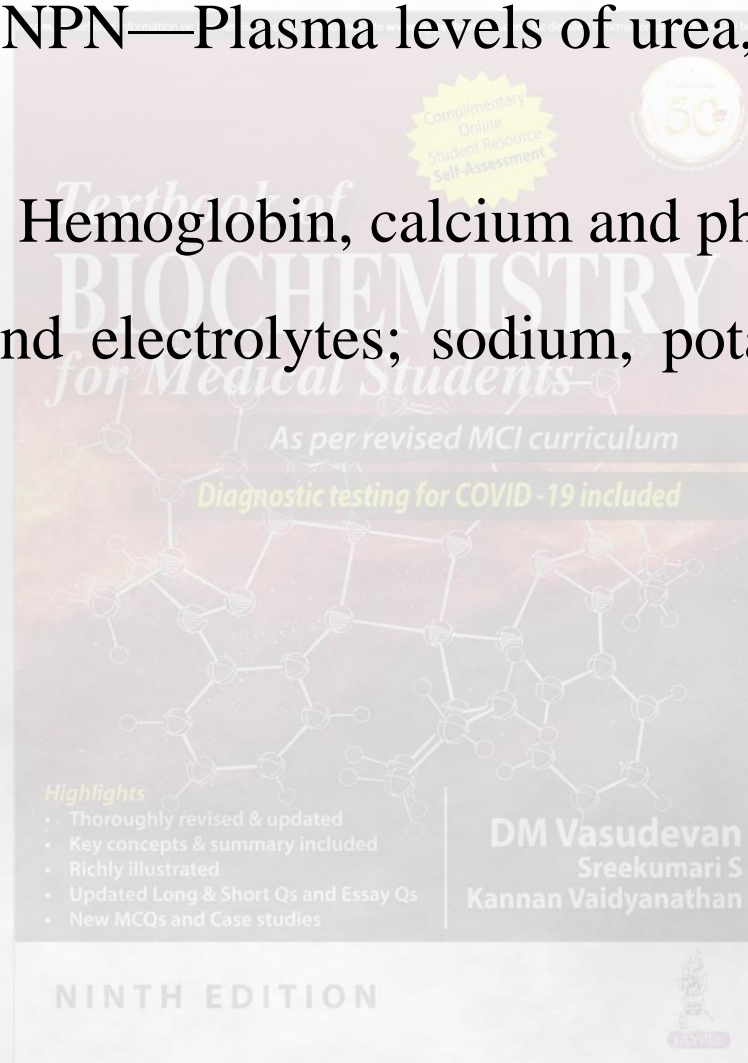 NPN—Plasma levels of urea,
Complimentary
Online
Student Resource
Self-Assessment
Celebrating
50
Textbook of
Hemoglobin, calcium and ph
BIOCHEMISTRY
nd electrolytes; sodium, pota
for Medical Students
As per revised MCI curriculum
Diagnostic testing for COVID -19 included
Highlights
• Thoroughly revised & updated
• Key concepts & summary included
• Richly illustrated
• Updated Long & Short Qs and Essay Qs
• New MCQs and Case studies
DM Vasudevan
Sreekumari S
Kannan Vaidyanathan
NINTH EDITION
JAYPEE